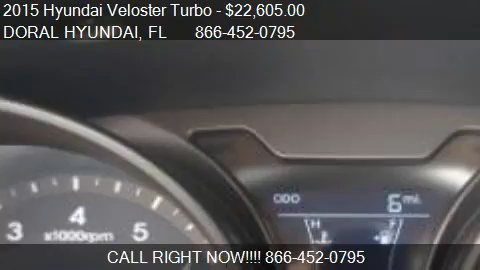 2015 Hyundai Veloster Turbo - $22,605.00
DORAL HYUNDAI, FL 866-452-0795
ODO 6 mi.
H F
3 4 5
x1000rpm
CALL RIGHT NOW!!!! 866-452-0795